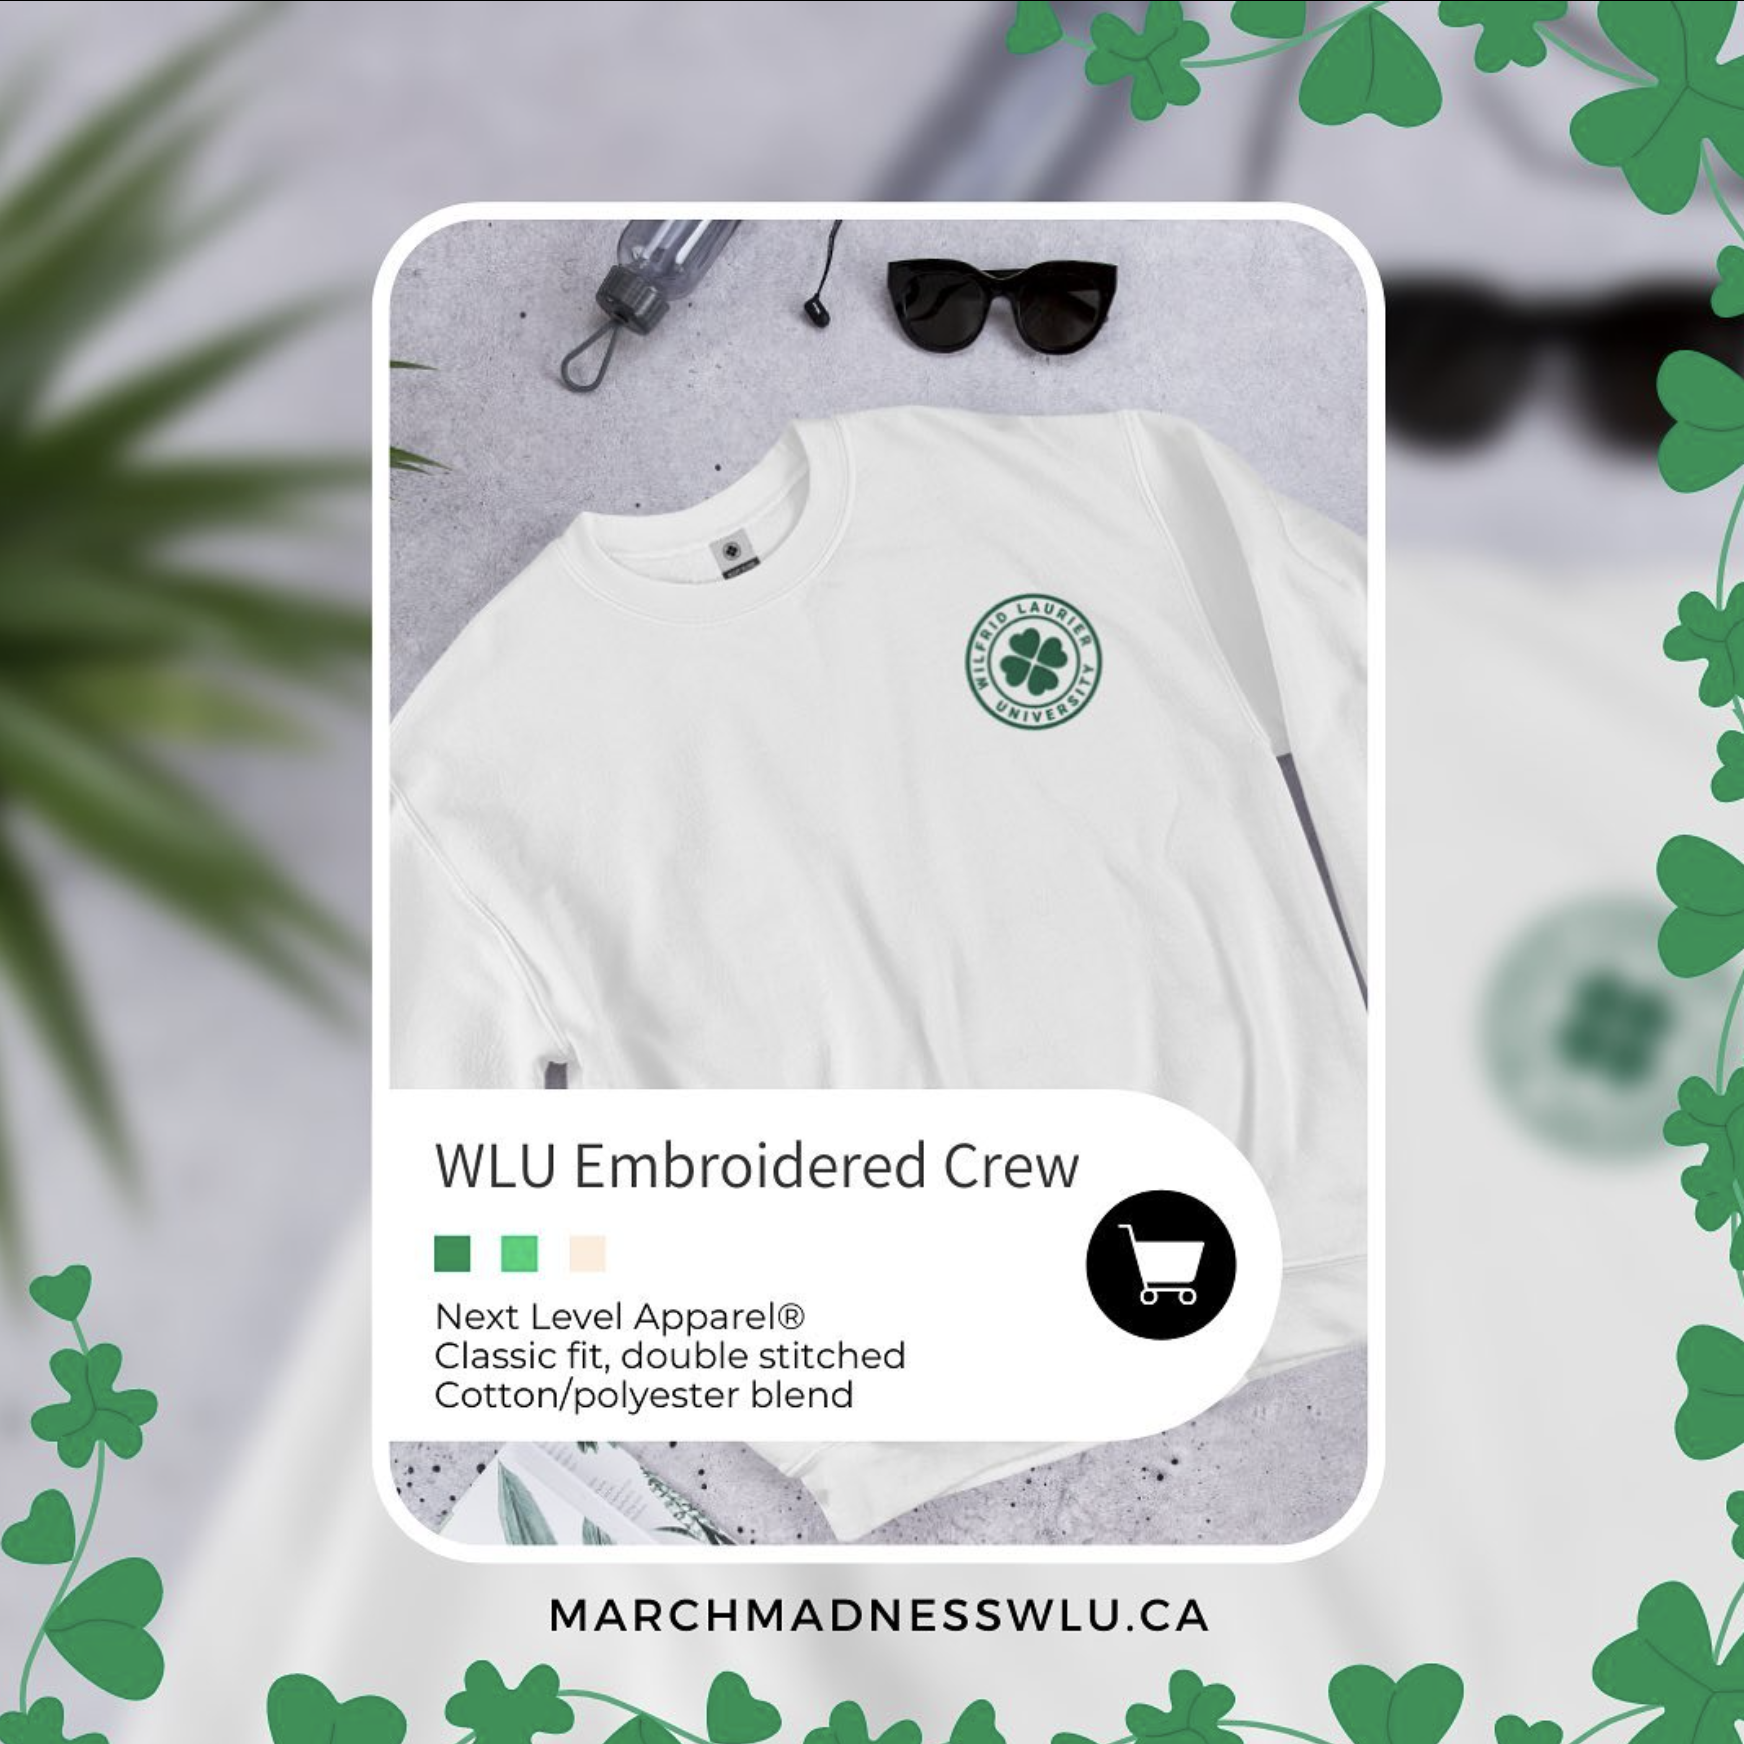 WILFRID LAURIER
UNIVERSITY
WLU Embroidered Crew
Next Level Apparel®
Classic fit, double stitched
Cotton/polyester blend
MARCHMADNESSWLU.CA